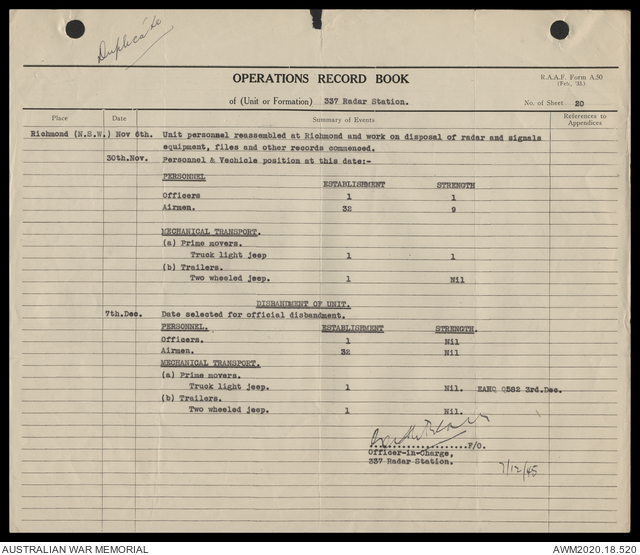 Duplicate
OPERATIONS RECORD BOOK
R.A.A.F. Form A.50
(Feb., '33.)
of (Unit or Formation) 337 Radar Station.
No. of Sheet 20
Place Date Summary of Events References to Appendices
Richmond (N.S.W.) Nov 6th. Unit personnel reassembled at Richmond and work on disposal of radar and signals
equipment, files and other records commenced.
30th.Nov. Personnel & Vechicle position at this date:-
PERSONNEL ESTABLISHMENT STRENGTH
Officers 1 1
Airmen. 32 9
MECHANICAL TRANSPORT.
(a) Prime movers.
Truck light jeep 1 1
(b) Trailers.
Two wheeled jeep. 1 Nil
DISBANDMENT OF UNIT.
7th.Dec. Date selected for official disbandment.
PERSONNEL. ESTABLISHMENT STRENGTH.
Officers. 1 Nil
Airmen. 32 Nil
MECHANICAL TRANSPORT.
(a) Prime movers.
Truck light jeep. 1 Nil. EAHQ Q582 3rd.Dec.
(b) Trailers.
Two wheeled jeep. 1 Nil.
....................F/O.
Officer-in-Charge,
337 Radar Station.
7/12/45
AUSTRALIAN WAR MEMORIAL
AWM2020.18.520